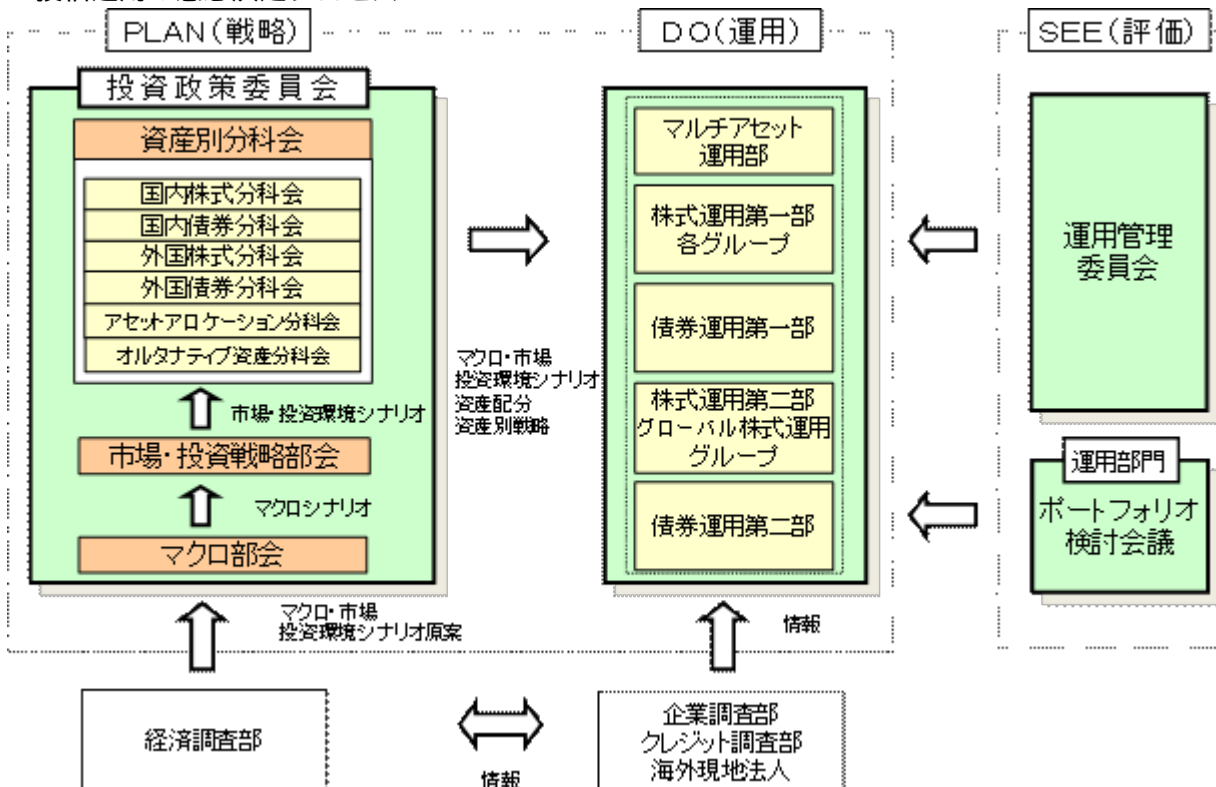 PLAN(戦略)
DO(運用)
SEE(評価)
投資政策委員会
資産別分科会
国内株式分科会
国内債券分科会
外国株式分科会
外国債券分科会
アセットアロケーション分科会
オルタナティブ資産分科会
市場・投資環境シナリオ
市場・投資戦略部会
マクロシナリオ
マクロ部会
マクロ・市場
投資環境シナリオ
資産配分
資産別戦略
マルチアセット
運用部
株式運用第一部
各グループ
債券運用第一部
株式運用第二部
グローバル株式運用
グループ
債券運用第二部
運用管理
委員会
運用部門
ポートフォリオ
検討会議
マクロ・市場
投資環境シナリオ原案
情報
経済調査部
情報
企業調査部
クレジット調査部
海外現地法人